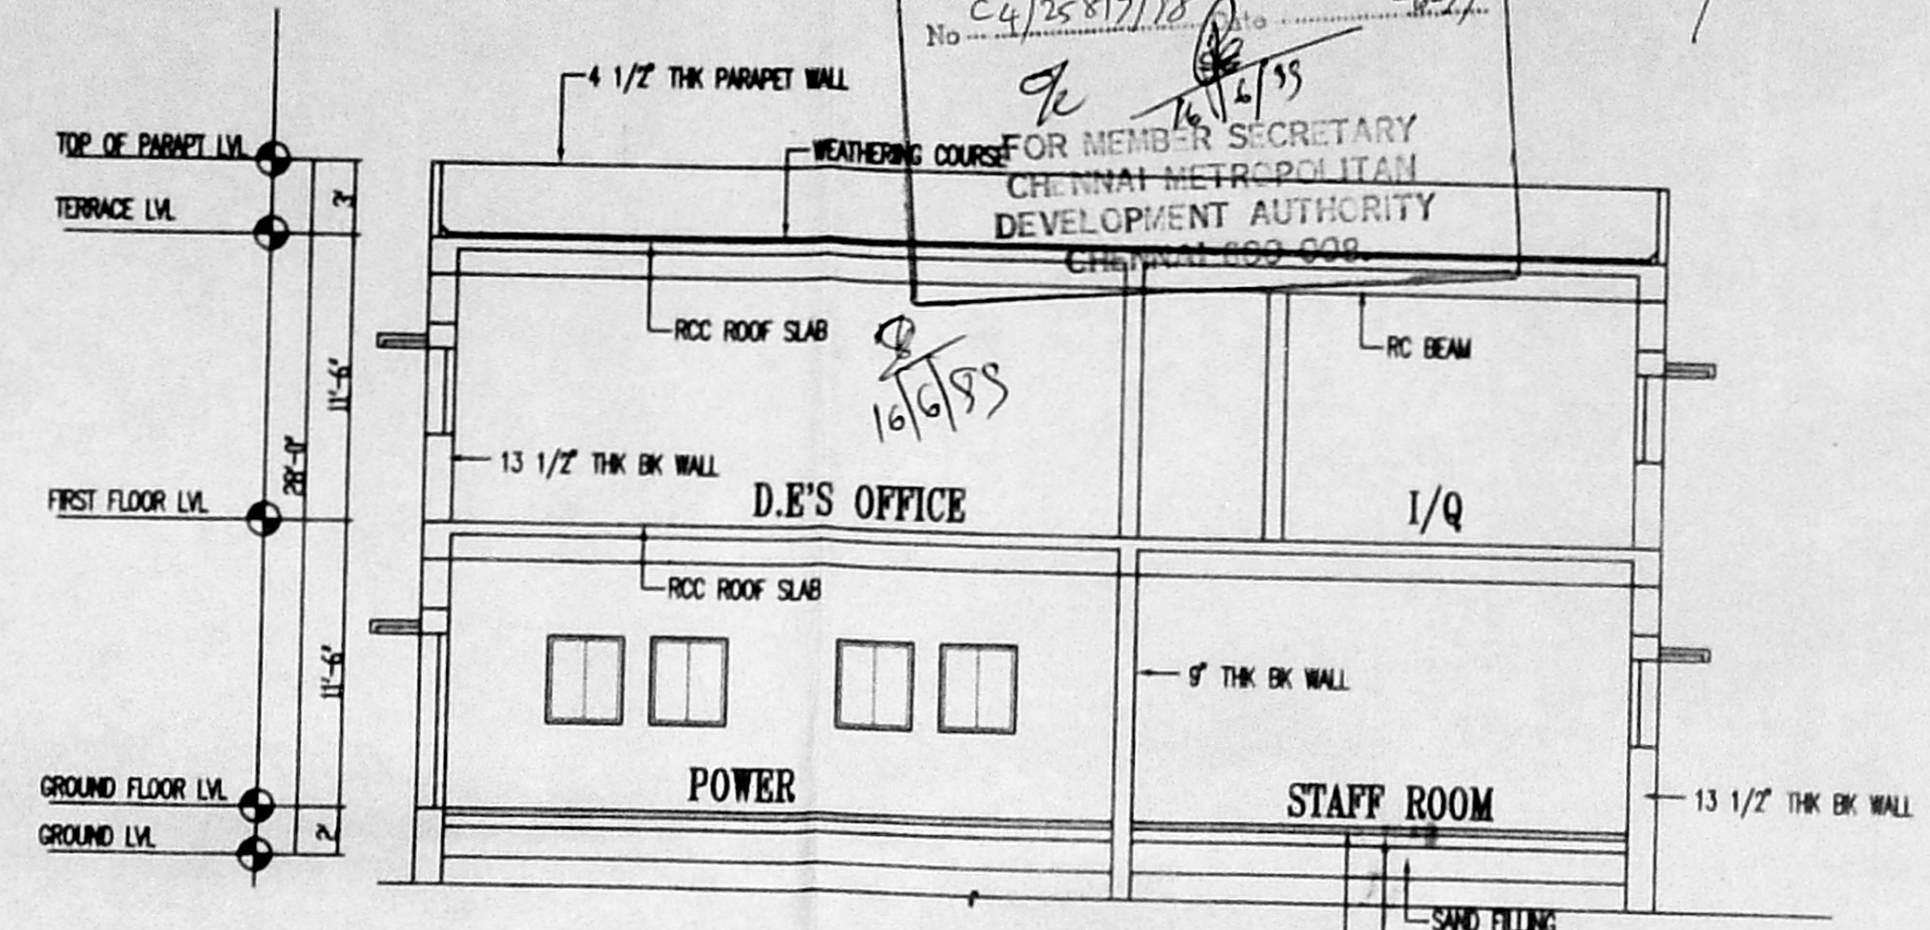 No C4/25817/98 Date
16/6/99
FOR MEMBER SECRETARY
CHENNAI METROPOLITAN
DEVELOPMENT AUTHORITY
CHENNAI-600 008.
4 1/2" THK PARAPET WALL
WEATHERING COURSE
TOP OF PARAPT LVL
TERRACE LVL
3'
RCC ROOF SLAB
RC BEAM
16/6/99
11'-6"
28'-0"
13 1/2" THK BK WALL
D.E'S OFFICE
I/Q
FIRST FLOOR LVL
RCC ROOF SLAB
11'-6"
9" THK BK WALL
POWER
STAFF ROOM
13 1/2" THK BK WALL
GROUND FLOOR LVL
GROUND LVL
2'
SAND FILLING